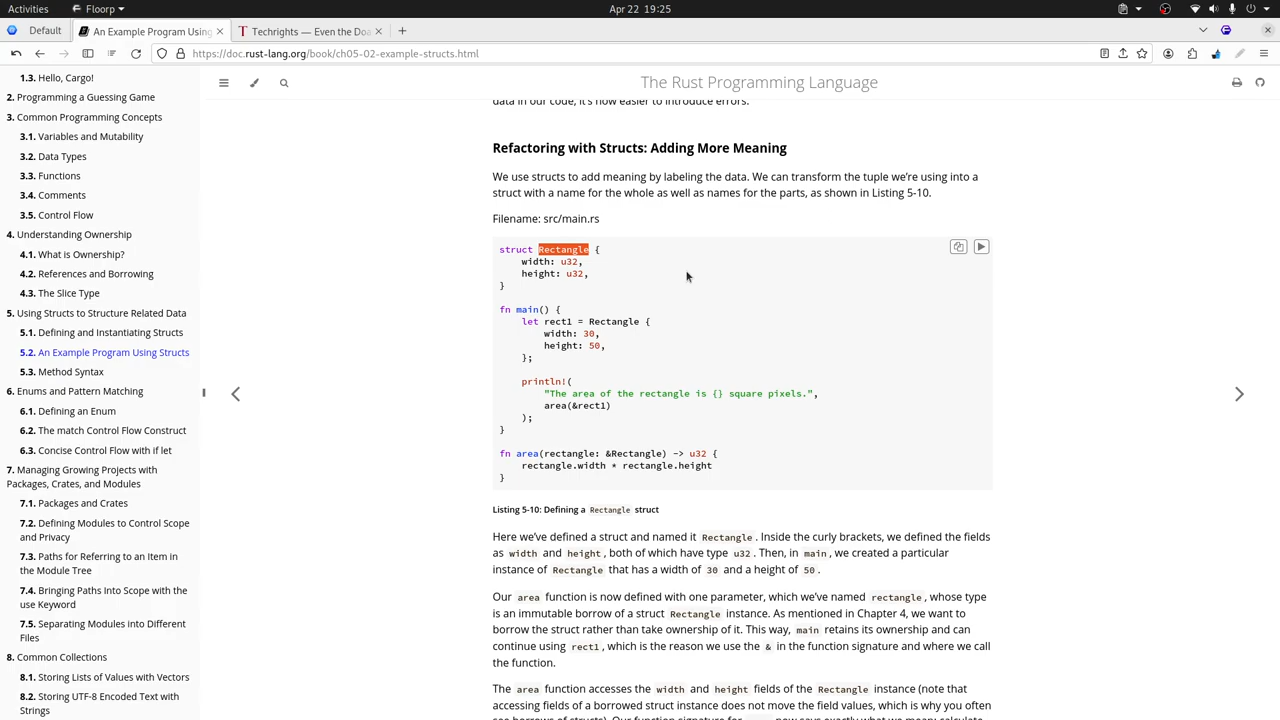 Activities
Floorp
Apr 22 19:25
Default
An Example Program Using
Techrights — Even the Doa
https://doc.rust-lang.org/book/ch05-02-example-structs.html
1.3. Hello, Cargo!
2. Programming a Guessing Game
3. Common Programming Concepts
3.1. Variables and Mutability
3.2. Data Types
3.3. Functions
3.4. Comments
3.5. Control Flow
4. Understanding Ownership
4.1. What is Ownership?
4.2. References and Borrowing
4.3. The Slice Type
5. Using Structs to Structure Related Data
5.1. Defining and Instantiating Structs
5.2. An Example Program Using Structs
5.3. Method Syntax
6. Enums and Pattern Matching
6.1. Defining an Enum
6.2. The match Control Flow Construct
6.3. Concise Control Flow with if let
7. Managing Growing Projects with
Packages, Crates, and Modules
7.1. Packages and Crates
7.2. Defining Modules to Control Scope
and Privacy
7.3. Paths for Referring to an Item in
the Module Tree
7.4. Bringing Paths Into Scope with the
use Keyword
7.5. Separating Modules into Different
Files
8. Common Collections
8.1. Storing Lists of Values with Vectors
8.2. Storing UTF-8 Encoded Text with
Strings
The Rust Programming Language
data in our code, it's now easier to introduce errors.
Refactoring with Structs: Adding More Meaning
We use structs to add meaning by labeling the data. We can transform the tuple we're using into a
struct with a name for the whole as well as names for the parts, as shown in Listing 5-10.
Filename: src/main.rs
struct Rectangle {
    width: u32,
    height: u32,
}
fn main() {
    let rect1 = Rectangle {
        width: 30,
        height: 50,
    };
    println!(
        "The area of the rectangle is {} square pixels.",
        area(&rect1)
    );
}
fn area(rectangle: &Rectangle) -> u32 {
    rectangle.width * rectangle.height
}
Listing 5-10: Defining a Rectangle struct
Here we've defined a struct and named it Rectangle. Inside the curly brackets, we defined the fields
as width and height, both of which have type u32. Then, in main, we created a particular
instance of Rectangle that has a width of 30 and a height of 50.
Our area function is now defined with one parameter, which we've named rectangle, whose type
is an immutable borrow of a struct Rectangle instance. As mentioned in Chapter 4, we want to
borrow the struct rather than take ownership of it. This way, main retains its ownership and can
continue using rect1, which is the reason we use the & in the function signature and where we call
the function.
The area function accesses the width and height fields of the Rectangle instance (note that
accessing fields of a borrowed struct instance does not move the field values, which is why you often
see borrows of structs). Our function signature for now says exactly what we mean: calculate